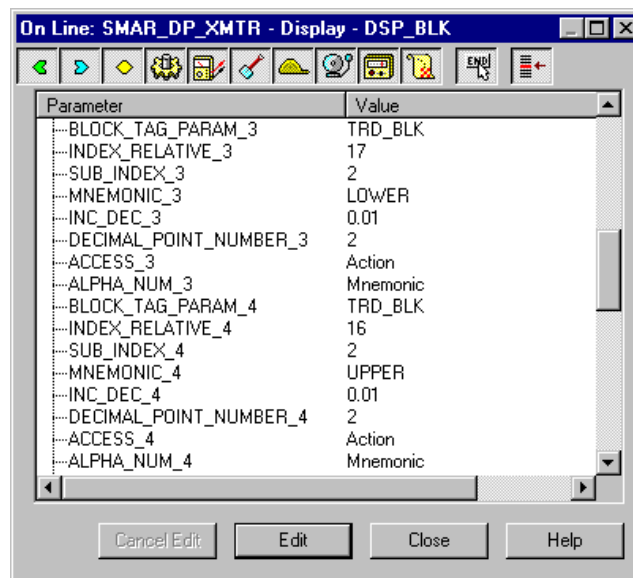 On Line: SMAR_DP_XMTR - Display - DSP_BLK
END
Parameter Value
BLOCK_TAG_PARAM_3 TRD_BLK
INDEX_RELATIVE_3 17
SUB_INDEX_3 2
MNEMONIC_3 LOWER
INC_DEC_3 0.01
DECIMAL_POINT_NUMBER_3 2
ACCESS_3 Action
ALPHA_NUM_3 Mnemonic
BLOCK_TAG_PARAM_4 TRD_BLK
INDEX_RELATIVE_4 16
SUB_INDEX_4 2
MNEMONIC_4 UPPER
INC_DEC_4 0.01
DECIMAL_POINT_NUMBER_4 2
ACCESS_4 Action
ALPHA_NUM_4 Mnemonic
Cancel Edit Edit Close Help